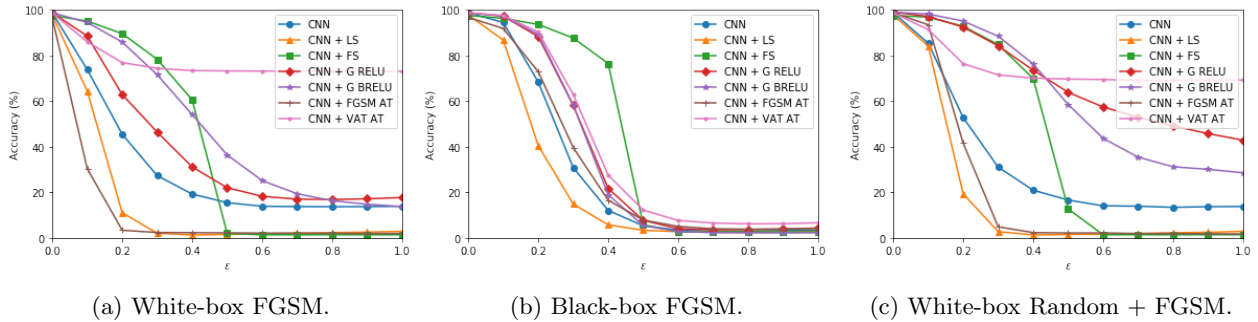 100
80
60
40
20
0
Accuracy (%)
0.0 0.2 0.4 0.6 0.8 1.0
ε
CNN
CNN + LS
CNN + FS
CNN + G RELU
CNN + G BRELU
CNN + FGSM AT
CNN + VAT AT
(a) White-box FGSM.
100
80
60
40
20
0
Accuracy (%)
0.0 0.2 0.4 0.6 0.8 1.0
ε
CNN
CNN + LS
CNN + FS
CNN + G RELU
CNN + G BRELU
CNN + FGSM AT
CNN + VAT AT
(b) Black-box FGSM.
100
80
60
40
20
0
Accuracy (%)
0.0 0.2 0.4 0.6 0.8 1.0
ε
CNN
CNN + LS
CNN + FS
CNN + G RELU
CNN + G BRELU
CNN + FGSM AT
CNN + VAT AT
(c) White-box Random + FGSM.